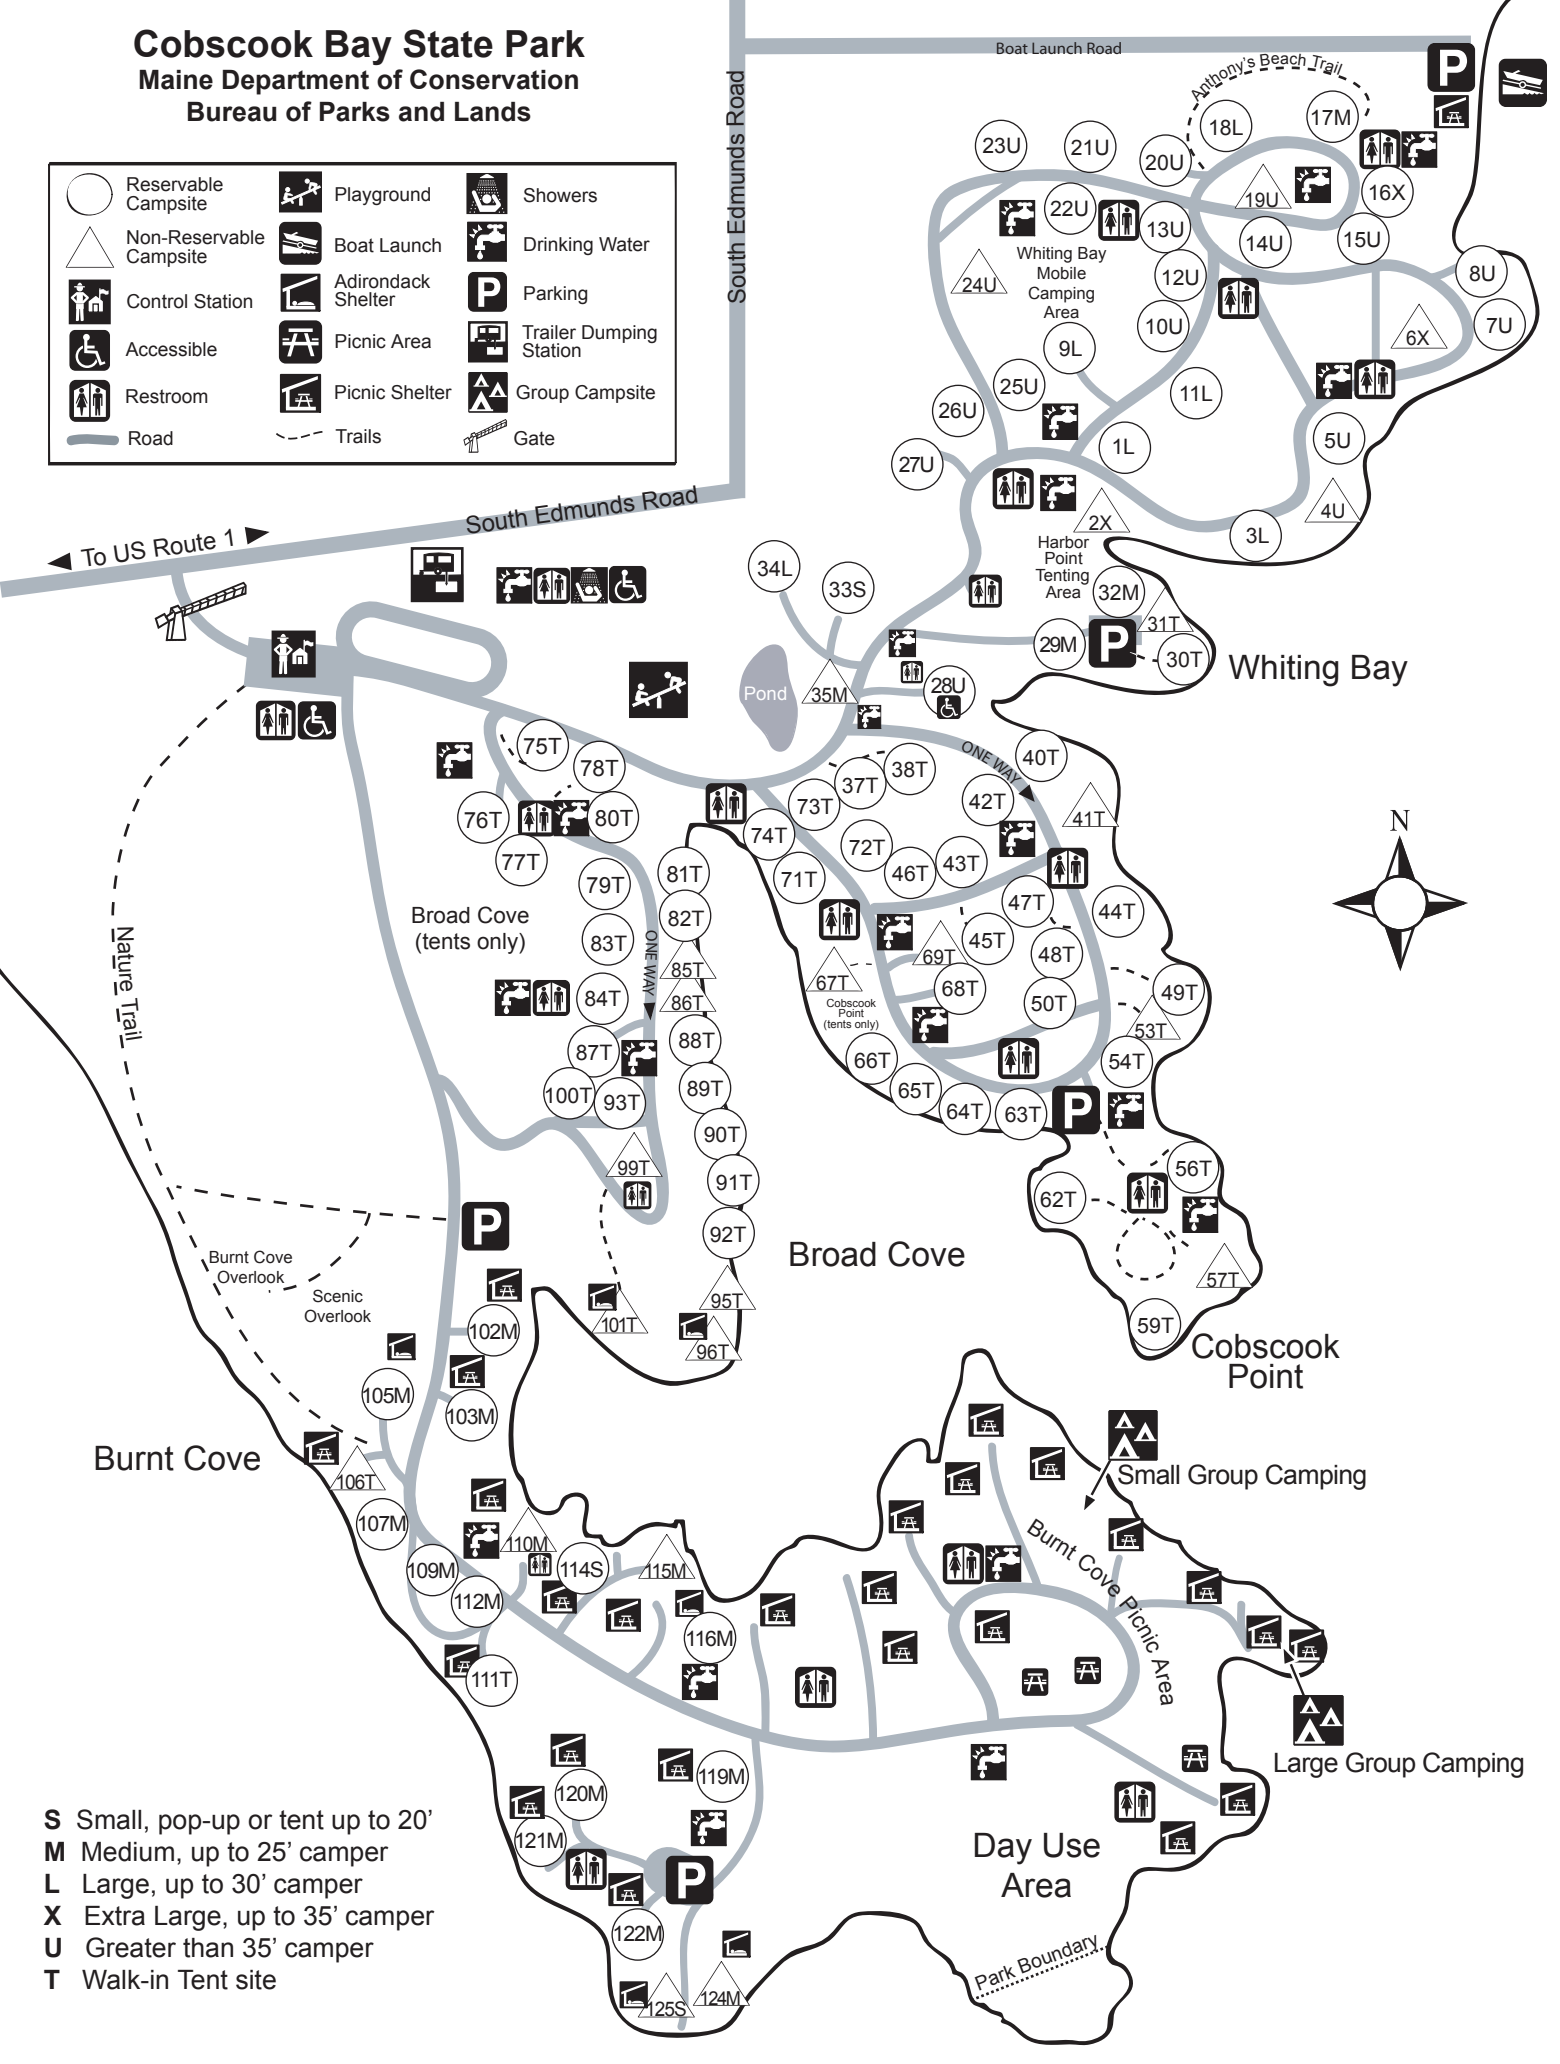 Cobscook Bay State Park
Maine Department of Conservation
Bureau of Parks and Lands
Reservable
Campsite
Non-Reservable
Campsite
Control Station
Accessible
Restroom
Road
Playground
Boat Launch
Adirondack
Shelter
Picnic Area
Picnic Shelter
Trails
Showers
Drinking Water
P
Parking
Trailer Dumping
Station
Group Campsite
Gate
Boat Launch Road
South Edmunds Road
South Edmunds Road
To US Route 1
Anthony's Beach Trail
P
17M
18L
23U
21U
20U
19U
16X
22U
13U
14U
15U
Whiting Bay
Mobile
Camping
Area
24U
12U
8U
10U
7U
6X
9L
25U
11L
26U
5U
1L
27U
4U
2X
3L
Harbor
Point
Tenting
Area
34L
33S
32M
31T
29M
P
30T
Whiting Bay
Pond
35M
28U
ONE WAY
40T
75T
78T
38T
37T
73T
42T
41T
76T
80T
74T
72T
77T
46T
43T
71T
81T
79T
47T
44T
82T
Broad Cove
(tents only)
83T
ONE WAY
45T
48T
69T
85T
67T
68T
49T
84T
86T
50T
53T
Cobscook
Point
(tents only)
88T
87T
66T
54T
89T
65T
100T
93T
64T
63T
P
90T
99T
56T
91T
62T
92T
57T
N
Nature Trail
P
Broad Cove
Burnt Cove
Overlook
Scenic
Overlook
95T
101T
96T
59T
Cobscook
Point
102M
105M
103M
Burnt Cove
106T
107M
Small Group Camping
110M
109M
114S
115M
112M
116M
111T
Burnt Cove Picnic Area
Large Group Camping
119M
120M
121M
P
122M
125S
124M
Day Use
Area
Park Boundary
S Small, pop-up or tent up to 20’
M Medium, up to 25’ camper
L Large, up to 30’ camper
X Extra Large, up to 35’ camper
U Greater than 35’ camper
T Walk-in Tent site